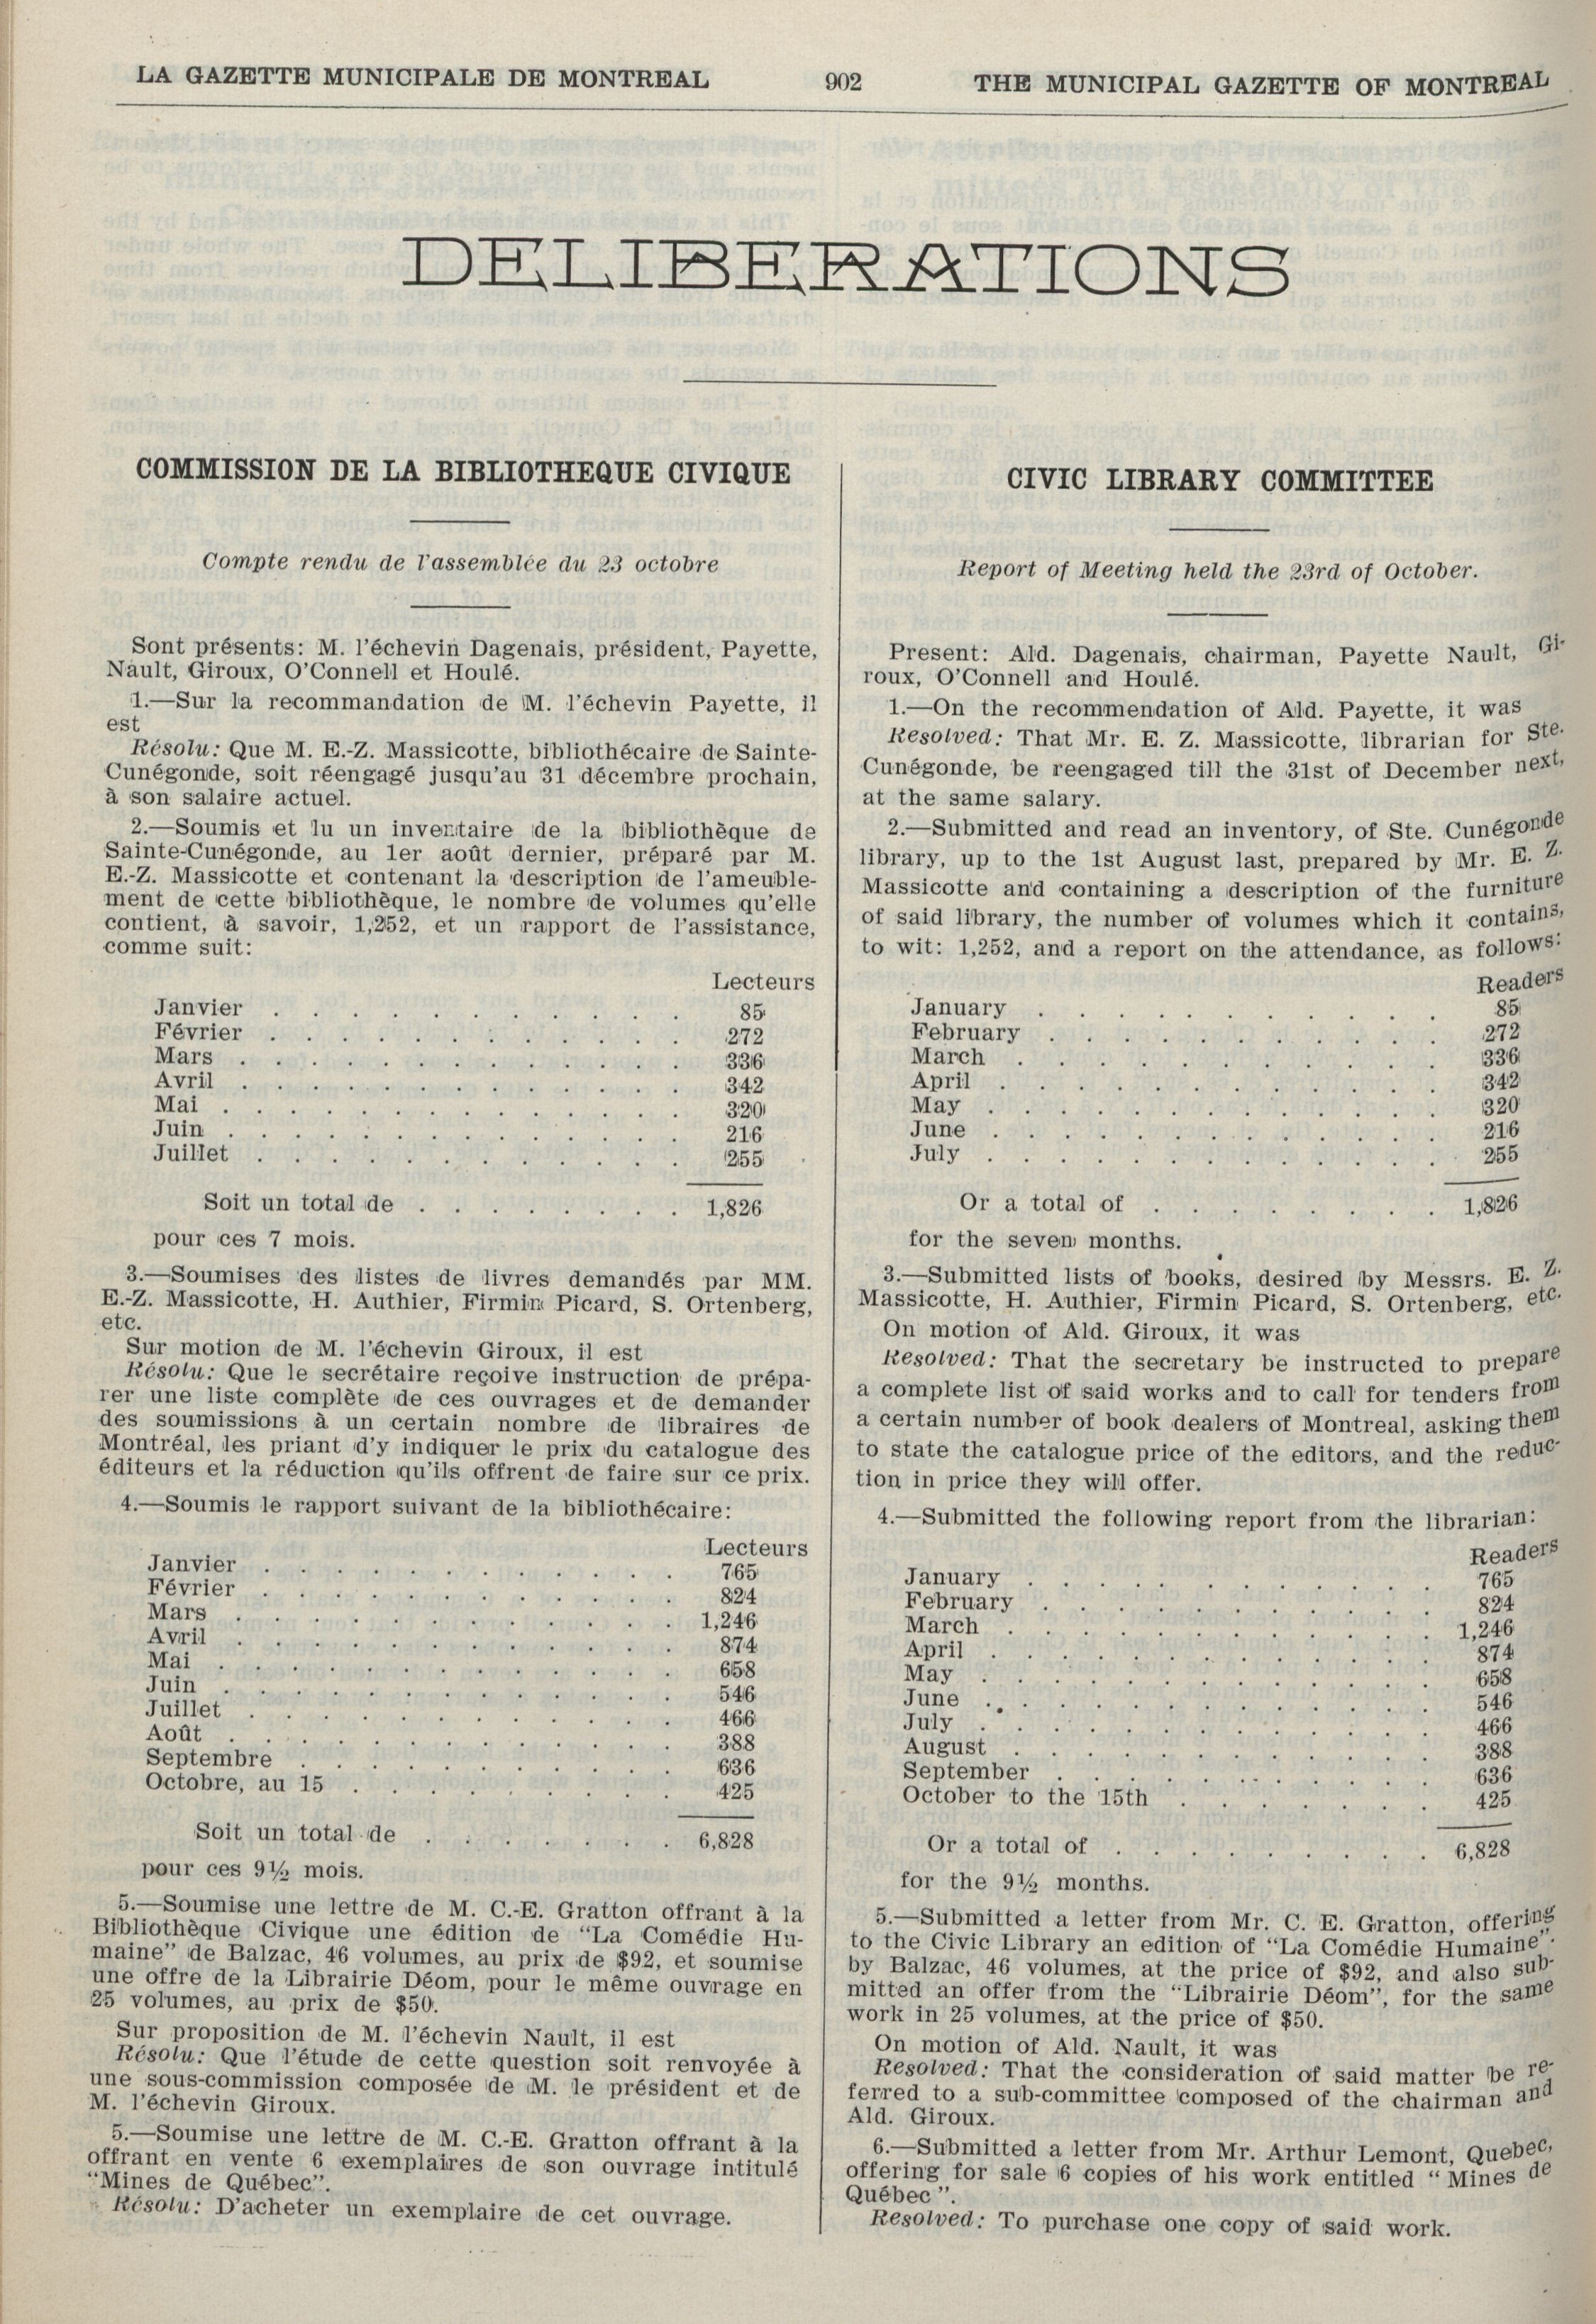 LA GAZETTE MUNICIPALE DE MONTREAL 902 THE MUNICIPAL GAZETTE OF MONTREAL
DELIBERATIONS
COMMISSION DE LA BIBLIOTHEQUE CIVIQUE
Compte rendu de l'assemblée du 23 octobre
Sont présents: M. l'échevin Dagenais, président, Payette,
Nault, Giroux, O'Connell et Houlé.
1.—Sur la recommandation de M. l'échevin Payette, il
est
Résolu: Que M. E.-Z. Massicotte, bibliothécaire de Sainte-
Cunégonde, soit réengagé jusqu'au 31 décembre prochain,
à son salaire actuel.
2.—Soumis et lu un inventaire de la bibliothèque de
Sainte-Cunégonde, au 1er août dernier, préparé par M.
E.-Z. Massicotte et contenant la description de l'ameuble-
ment de cette bibliothèque, le nombre de volumes qu'elle
contient, à savoir, 1,252, et un rapport de l'assistance,
comme suit:
Lecteurs
Janvier . . . . . . . . . . . . 85
Février . . . . . . . . . . . . 272
Mars . . . . . . . . . . . . . 336
Avril . . . . . . . . . . . . . 342
Mai . . . . . . . . . . . . . . 320
Juin . . . . . . . . . . . . . . 216
Juillet . . . . . . . . . . . . 255
Soit un total de . . . . . . . . 1,826
pour ces 7 mois.
3.—Soumises des listes de livres demandés par MM.
E.-Z. Massicotte, H. Authier, Firmin Picard, S. Ortenberg,
etc.
Sur motion de M. l'échevin Giroux, il est
Résolu: Que le secrétaire reçoive instruction de prépa-
rer une liste complète de ces ouvrages et de demander
des soumissions à un certain nombre de libraires de
Montréal, les priant d'y indiquer le prix du catalogue des
éditeurs et la réduction qu'ils offrent de faire sur ce prix.
4.—Soumis le rapport suivant de la bibliothécaire:
Lecteurs
Janvier . . . . . . . . . . . . 765
Février . . . . . . . . . . . . 824
Mars . . . . . . . . . . . . . 1,246
Avril . . . . . . . . . . . . . 874
Mai . . . . . . . . . . . . . . 658
Juin . . . . . . . . . . . . . 546
Juillet . . . . . . . . . . . . 466
Août . . . . . . . . . . . . . 388
Septembre . . . . . . . . . . . 636
Octobre, au 15 . . . . . . . . . 425
Soit un total de . . . . . . . 6,828
pour ces 9½ mois.
5.—Soumise une lettre de M. C.-E. Gratton offrant à la
Bibliothèque Civique une édition de "La Comédie Hu-
maine" de Balzac, 46 volumes, au prix de $92, et soumise
une offre de la Librairie Déom, pour le même ouvrage en
25 volumes, au prix de $50.
Sur proposition de M. l'échevin Nault, il est
Résolu: Que l'étude de cette question soit renvoyée à
une sous-commission composée de M. le président et de
M. l'échevin Giroux.
5.—Soumise une lettre de M. C.-E. Gratton offrant à la
offrant en vente 6 exemplaires de son ouvrage intitulé
"Mines de Québec".
Résolu: D'acheter un exemplaire de cet ouvrage.
CIVIC LIBRARY COMMITTEE
Report of Meeting held the 23rd of October.
Present: Ald. Dagenais, chairman, Payette Nault, Gi-
roux, O'Connell and Houlé.
1.—On the recommendation of Ald. Payette, it was
Resolved: That Mr. E. Z. Massicotte, librarian for Ste.
Cunégonde, be reengaged till the 31st of December next,
at the same salary.
2.—Submitted and read an inventory, of Ste. Cunégonde
library, up to the 1st August last, prepared by Mr. E. Z.
Massicotte and containing a description of the furniture
of said library, the number of volumes which it contains,
to wit: 1,252, and a report on the attendance, as follows:
Readers
January . . . . . . . . . . . . 85
February . . . . . . . . . . . 272
March . . . . . . . . . . . . . 336
April . . . . . . . . . . . . . 342
May . . . . . . . . . . . . . 320
June . . . . . . . . . . . . . 216
July . . . . . . . . . . . . . 255
Or a total of . . . . . . . . 1,826
for the seven months.
3.—Submitted lists of books, desired by Messrs. E. Z.
Massicotte, H. Authier, Firmin Picard, S. Ortenberg, etc.
On motion of Ald. Giroux, it was
Resolved: That the secretary be instructed to prepare
a complete list of said works and to call for tenders from
a certain number of book dealers of Montreal, asking them
to state the catalogue price of the editors, and the reduc-
tion in price they will offer.
4.—Submitted the following report from the librarian:
Readers
January . . . . . . . . . . . . 765
February . . . . . . . . . . . 824
March . . . . . . . . . . . . . 1,246
April . . . . . . . . . . . . . 874
May . . . . . . . . . . . . . 658
June . . . . . . . . . . . . . 546
July . . . . . . . . . . . . . 466
August . . . . . . . . . . . . 388
September . . . . . . . . . . . 636
October to the 15th . . . . . . . 425
Or a total of . . . . . . . . . 6,828
for the 9½ months.
5.—Submitted a letter from Mr. C. E. Gratton, offering
to the Civic Library an edition of "La Comédie Humaine".
by Balzac, 46 volumes, at the price of $92, and also sub-
mitted an offer from the "Librairie Déom", for the same
work in 25 volumes, at the price of $50.
On motion of Ald. Nault, it was
Resolved: That the consideration of said matter be re-
ferred to a sub-committee composed of the chairman and
Ald. Giroux.
6.—Submitted a letter from Mr. Arthur Lemont, Quebec,
offering for sale 6 copies of his work entitled "Mines de
Québec".
Resolved: To purchase one copy of said work.